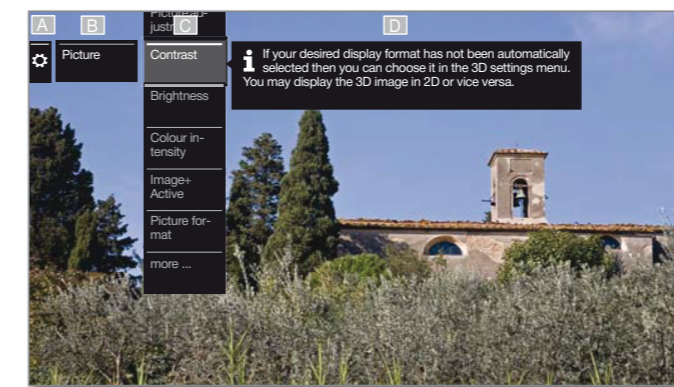 A
B
C
D
Picture ad-
justm
Picture
Contrast
i If your desired display format has not been automatically
selected then you can choose it in the 3D settings menu.
You may display the 3D image in 2D or vice versa.
Brightness
Colour in-
tensity
Image+
Active
Picture for-
mat
more ...